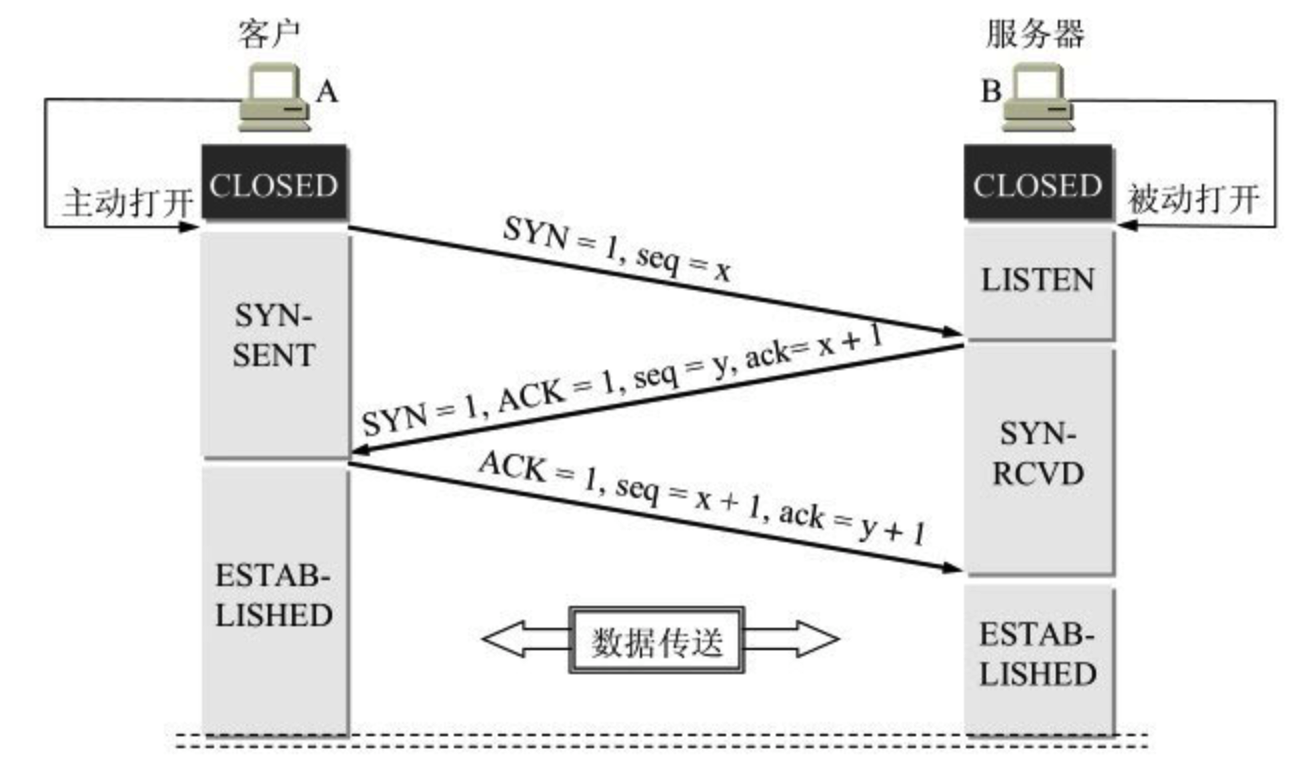 客户
服务器
A
B
CLOSED
CLOSED
主动打开
被动打开
SYN = 1, seq = x
LISTEN
SYN-
SENT
SYN = 1, ACK = 1, seq = y, ack= x + 1
SYN-
RCVD
ACK = 1, seq = x + 1, ack = y + 1
ESTAB-
LISHED
数据传送
ESTAB-
LISHED